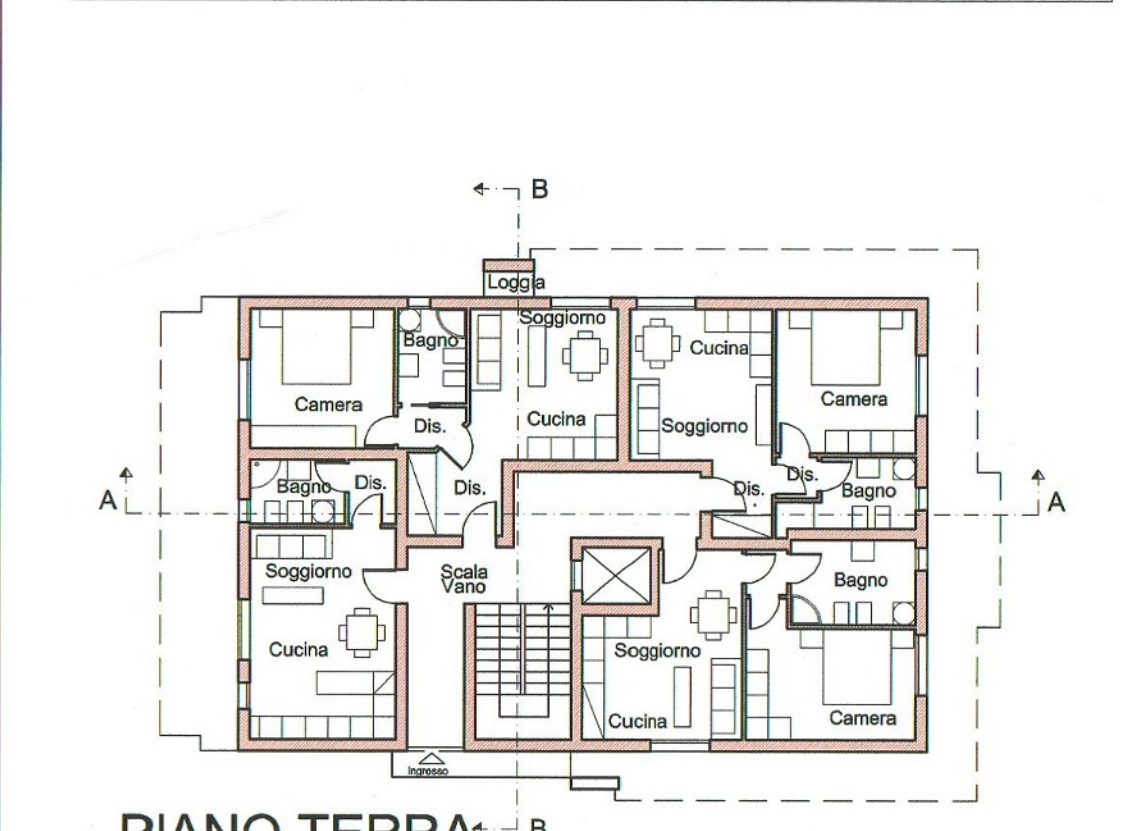 B
Loggia
Soggiorno
Bagno
Cucina
Camera
Camera
Cucina
Dis.
Soggiorno
Bagno
Dis.
Dis.
Dis.
Dis.
Bagno
A
A
Soggiorno
Scala
Vano
Bagno
Cucina
Soggiorno
Cucina
Camera
Ingresso
PIANO TERRA
B